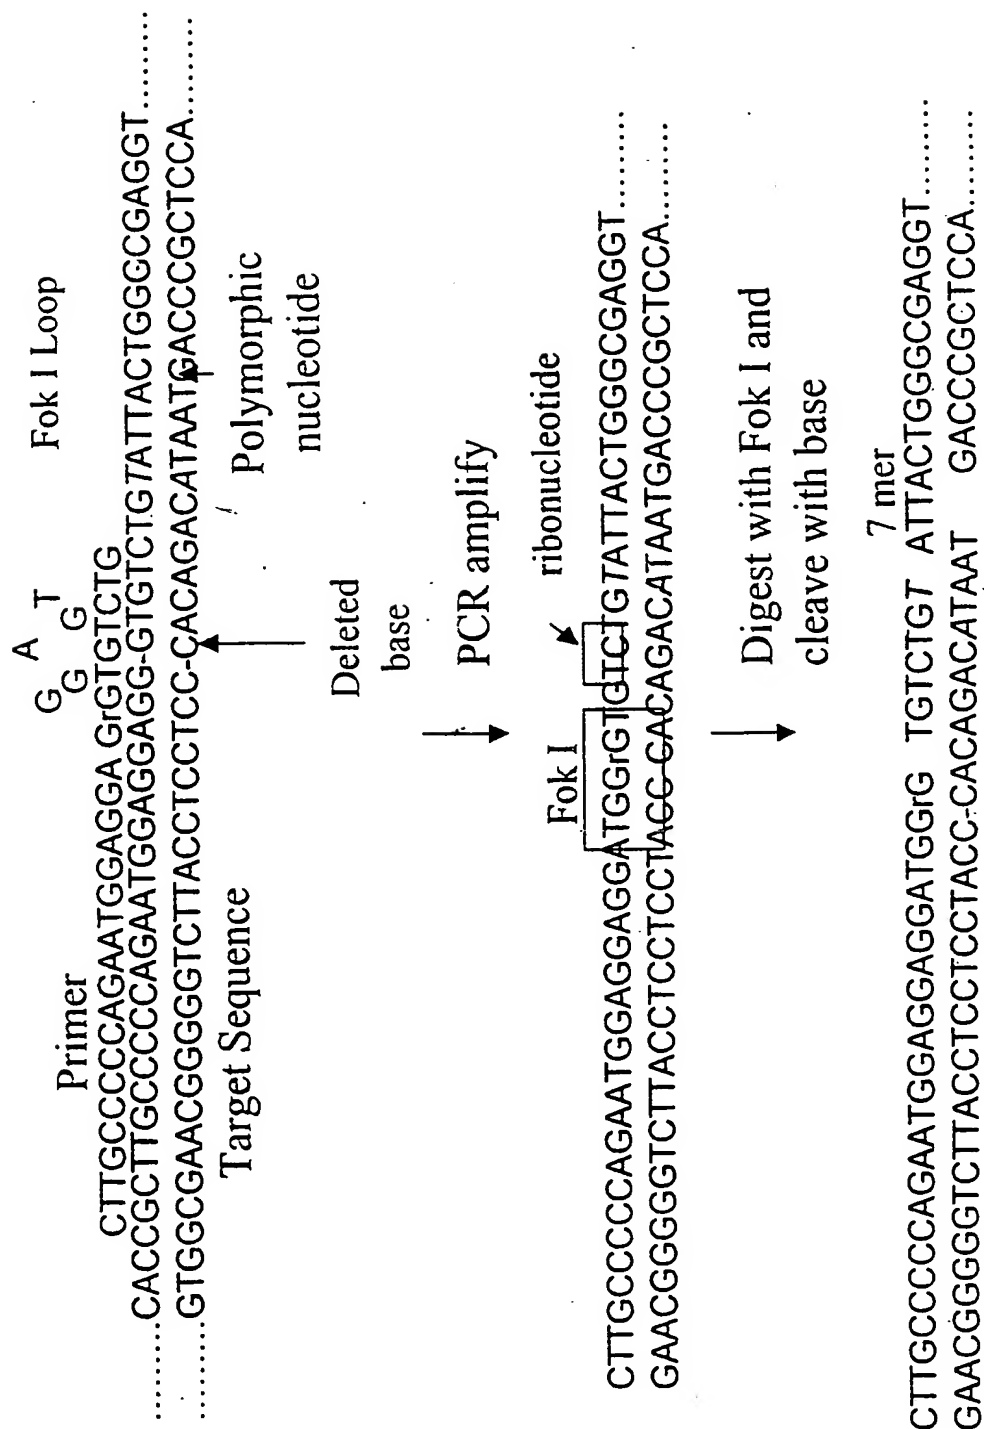 Fok I Loop
A
G T
G G
Primer
CTTGCCCCCAGAATGGAGGA GrGTGTCTG
.........CACCGCTTGCCCCCAGAATGGAGGAGG-GTGTCTGTATTACTGGGCGAGGT.........
.........GTGGCGAACGGGGGTCTTACCTCCTCC-CACAGACATAATGACCCGCTCCA.........
Target Sequence
Deleted
base
Polymorphic
nucleotide
PCR amplify
Fok I
ribonucleotide
CTTGCCCCCAGAATGGAGGAGGATGGrGTGTCTGTATTACTGGGCGAGGT.........
GAACGGGGGTCTTACCTCCTCCTACC-CACAGACATAATGACCCGCTCCA.........
Digest with Fok I and
cleave with base
7 mer
CTTGCCCCCAGAATGGAGGAGGATGGrG TGTCTGT ATTACTGGGCGAGGT.........
GAACGGGGGTCTTACCTCCTCCTACC-CACAGACATAAT GACCCGCTCCA.........